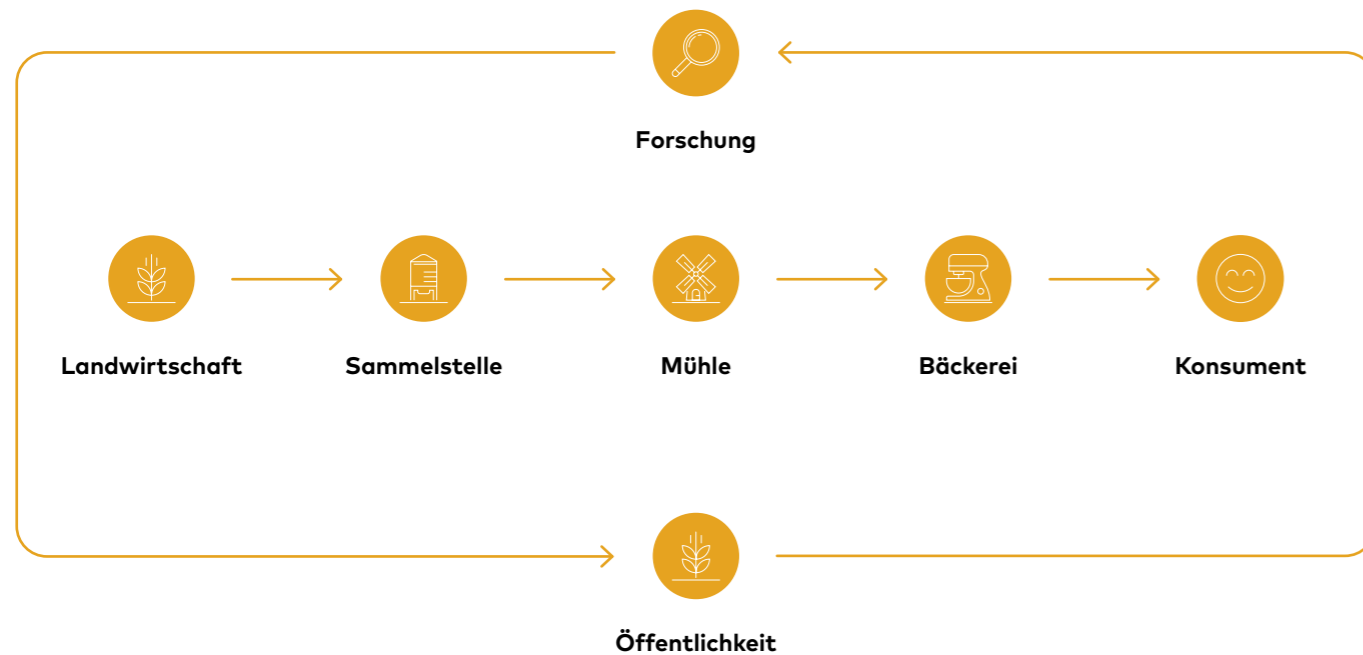 Forschung
Landwirtschaft
Sammelstelle
Mühle
Bäckerei
Konsument
Öffentlichkeit